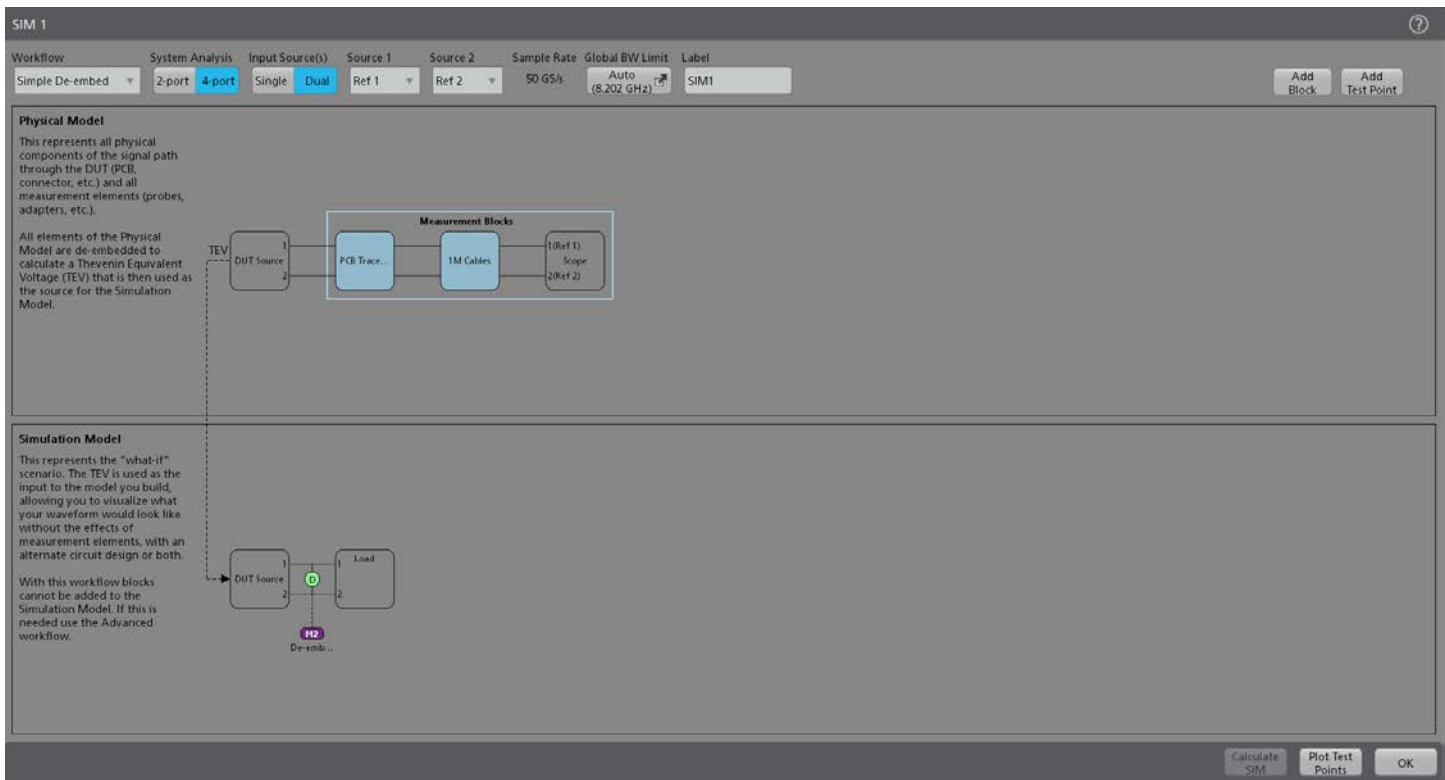 SIM 1
Workflow System Analysis Input Source(s) Source 1 Source 2 Sample Rate Global BW Limit Label
Simple De-embed 2-port 4-port Single Dual Ref 1 Ref 2 50 GS/s Auto (8.202 GHz) SIM1 Add Block Add Test Point
Physical Model
This represents all physical
components of the signal path
through the DUT (PCB,
connector, etc.) and all
measurement elements (probes,
adapters, etc.).
All elements of the Physical
Model are de-embedded to
calculate a Thevenin Equivalent
Voltage (TEV) that is then used as
the source for the Simulation
Model.
Measurement Blocks
TEV
DUT Source
1
2
PCB Trace...
1M Cables
1(Ref 1)
Scope
2(Ref 2)
Simulation Model
This represents the "what-if"
scenario. The TEV is used as the
input to the model you build,
allowing you to visualize what
your waveform would look like
without the effects of
measurement elements, with an
alternate circuit design or both.
With this workflow blocks
cannot be added to the
Simulation Model. If this is
needed use the Advanced
workflow.
DUT Source
1
2
D
1
Load
2
M2
De-emb...
Calculate SIM
Plot Test Points
OK